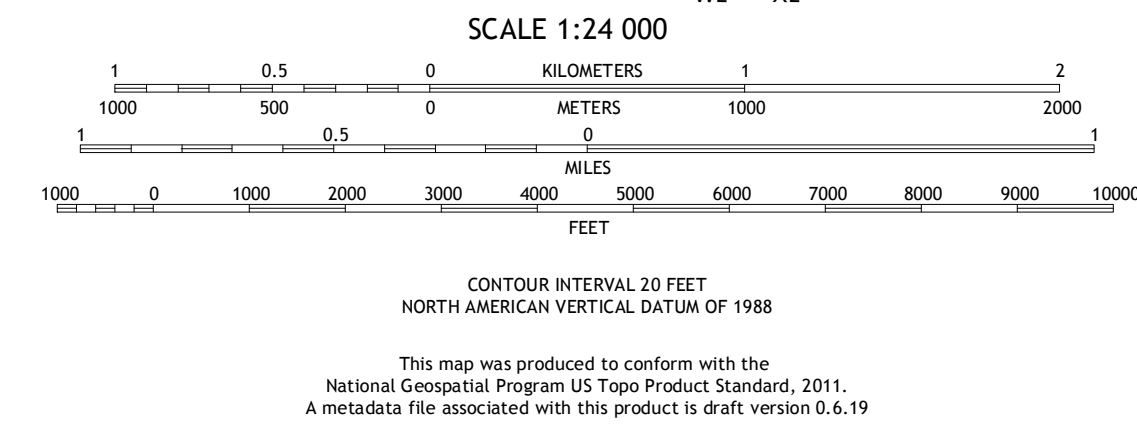 SCALE 1:24 000
1 0.5 0 KILOMETERS 1 2
1000 500 0 METERS 1000 2000
1 0.5 0 1
MILES
1000 0 1000 2000 3000 4000 5000 6000 7000 8000 9000 10000
FEET
CONTOUR INTERVAL 20 FEET
NORTH AMERICAN VERTICAL DATUM OF 1988
This map was produced to conform with the
National Geospatial Program US Topo Product Standard, 2011.
A metadata file associated with this product is draft version 0.6.19